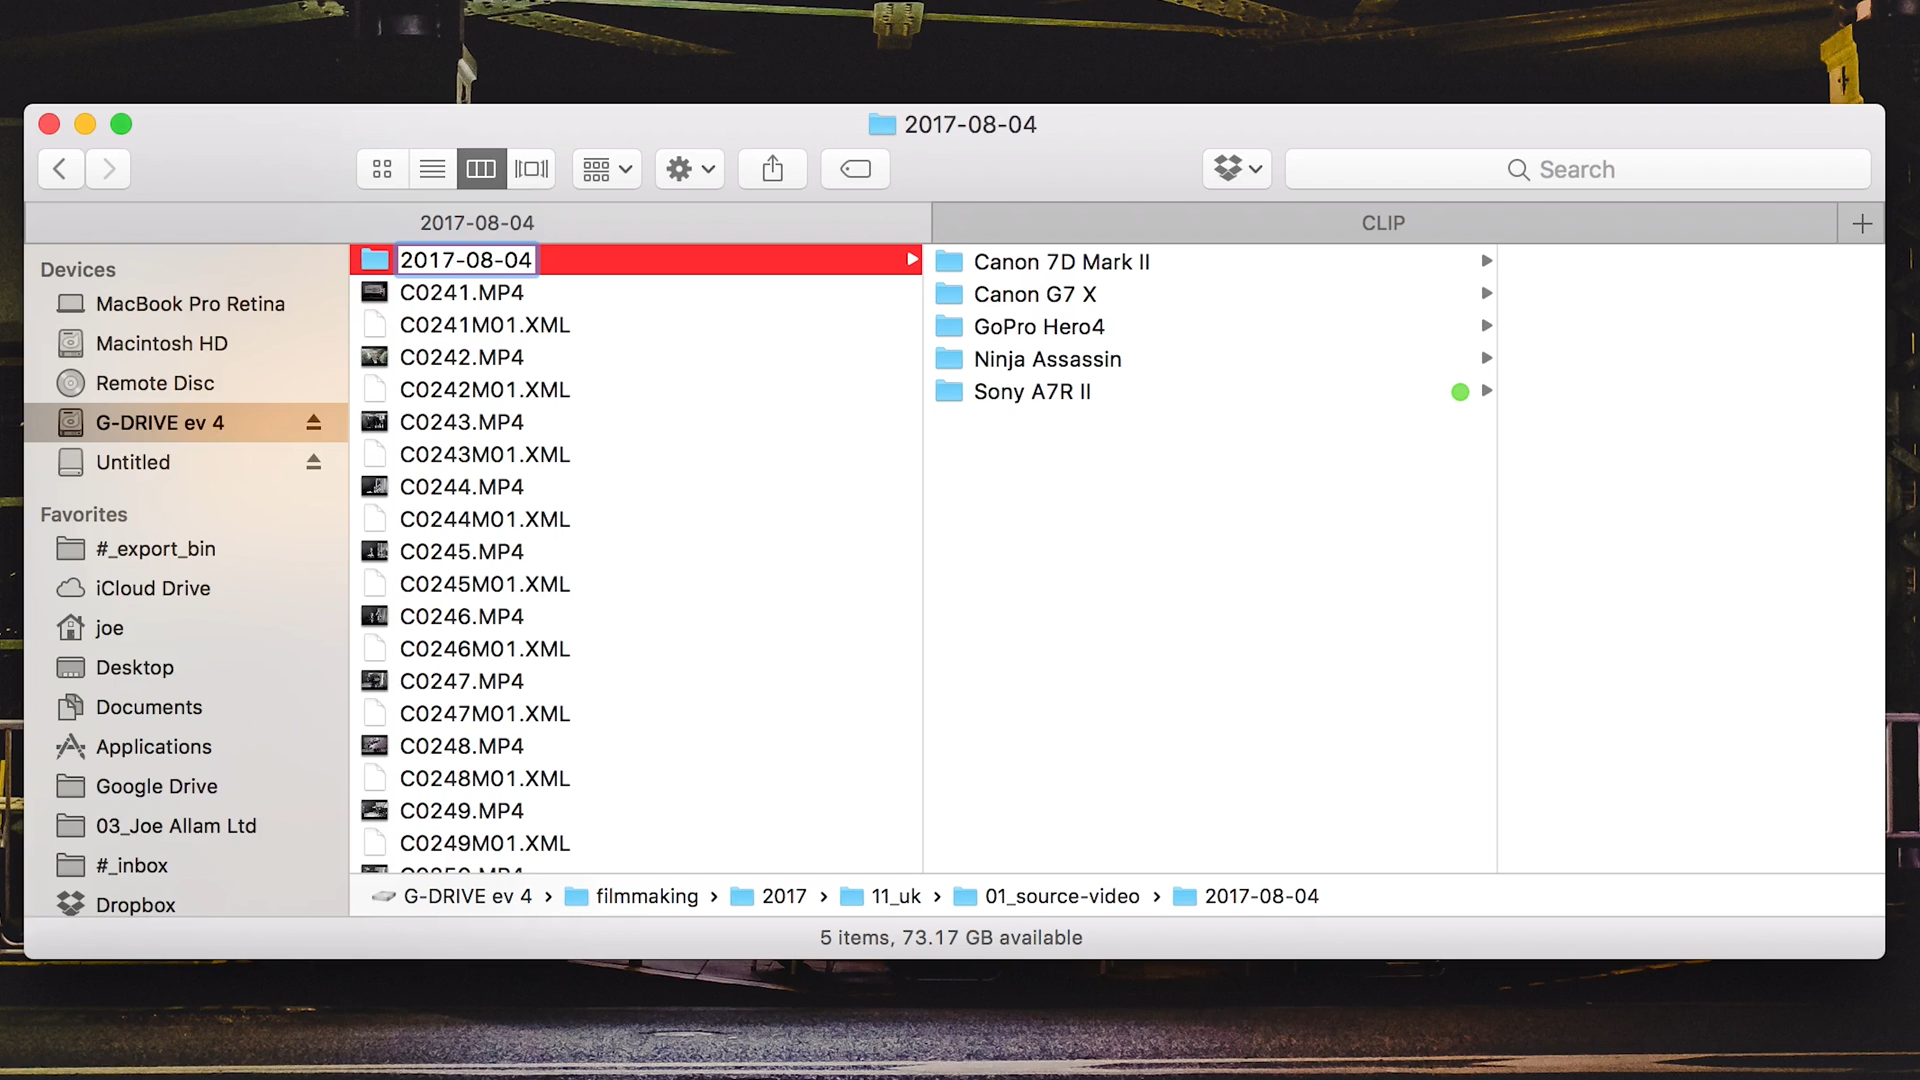 2017-08-04
Search
2017-08-04
CLIP
Devices
MacBook Pro Retina
Macintosh HD
Remote Disc
G-DRIVE ev 4
Untitled
Favorites
#_export_bin
iCloud Drive
joe
Desktop
Documents
Applications
Google Drive
03_Joe Allam Ltd
#_inbox
Dropbox
2017-08-04
C0241.MP4
C0241M01.XML
C0242.MP4
C0242M01.XML
C0243.MP4
C0243M01.XML
C0244.MP4
C0244M01.XML
C0245.MP4
C0245M01.XML
C0246.MP4
C0246M01.XML
C0247.MP4
C0247M01.XML
C0248.MP4
C0248M01.XML
C0249.MP4
C0249M01.XML
C0250.MP4
Canon 7D Mark II
Canon G7 X
GoPro Hero4
Ninja Assassin
Sony A7R II
G-DRIVE ev 4 › filmmaking › 2017 › 11_uk › 01_source-video › 2017-08-04
5 items, 73.17 GB available